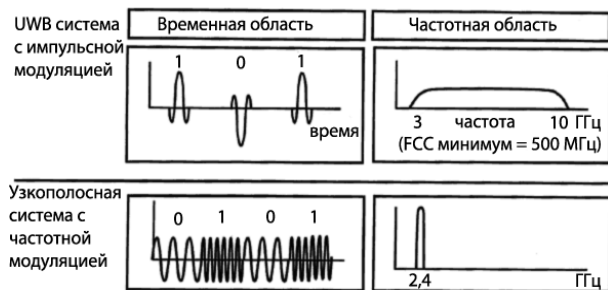 UWB система
с импульсной
модуляцией
Временная область
Частотная область
1 0 1
время
3 частота 10 ГГц
(FCC минимум = 500 МГц)
Узкополосная
система с
частотной
модуляцией
0 1 0 1
2,4 ГГц